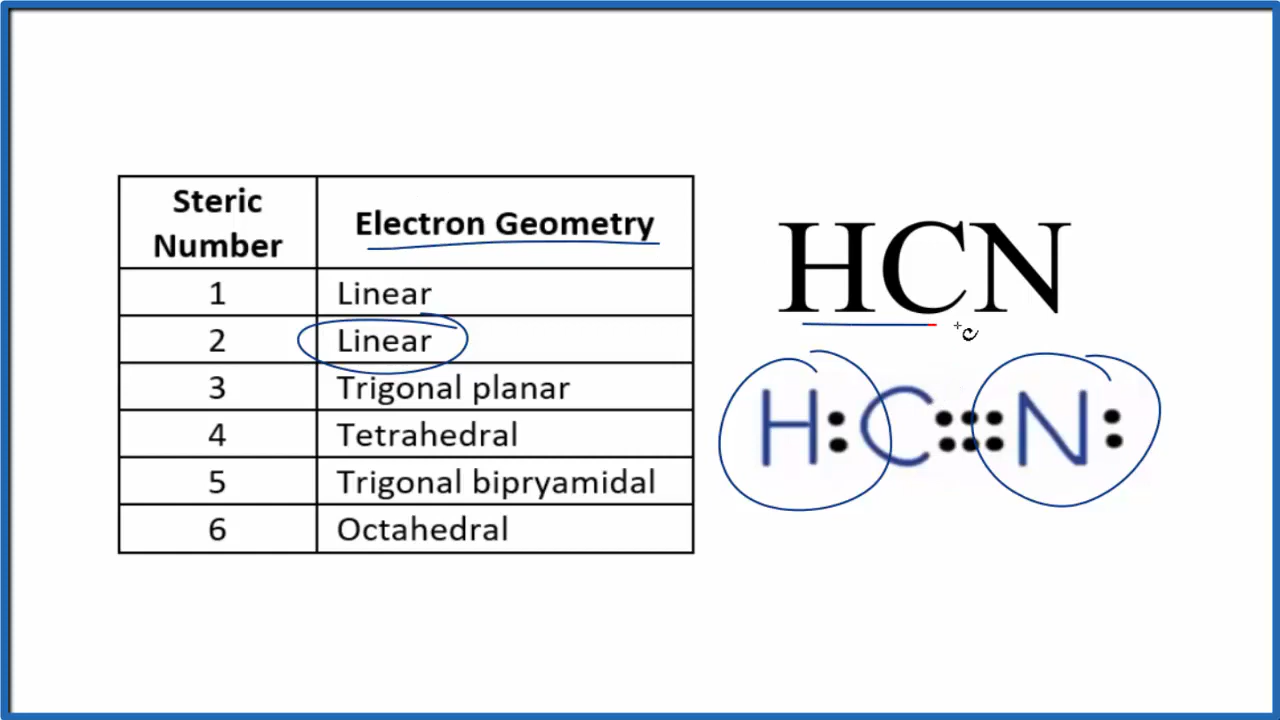 Steric
Number
Electron Geometry
1 Linear
2 Linear
3 Trigonal planar
4 Tetrahedral
5 Trigonal bipryamidal
6 Octahedral
HCN
H:C:::N: